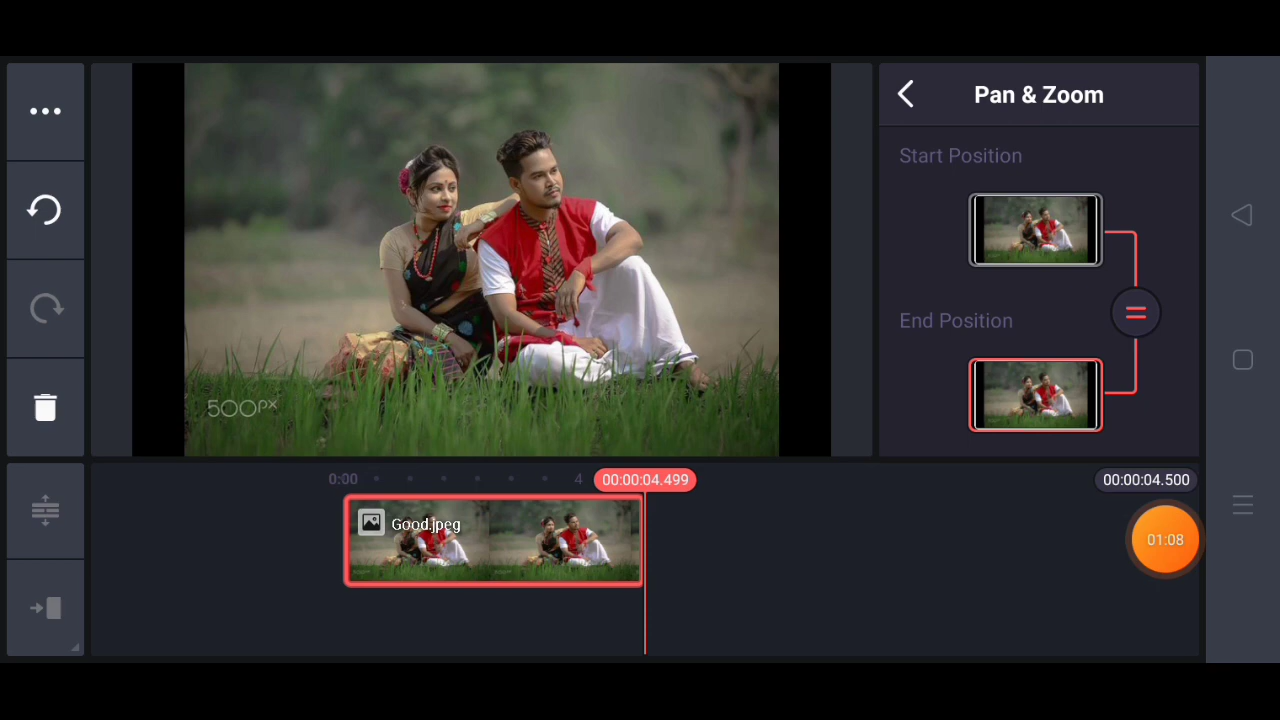 Pan & Zoom
Start Position
End Position
500px
0:00
4
00:00:04.499
00:00:04.500
Good.jpeg
01:08